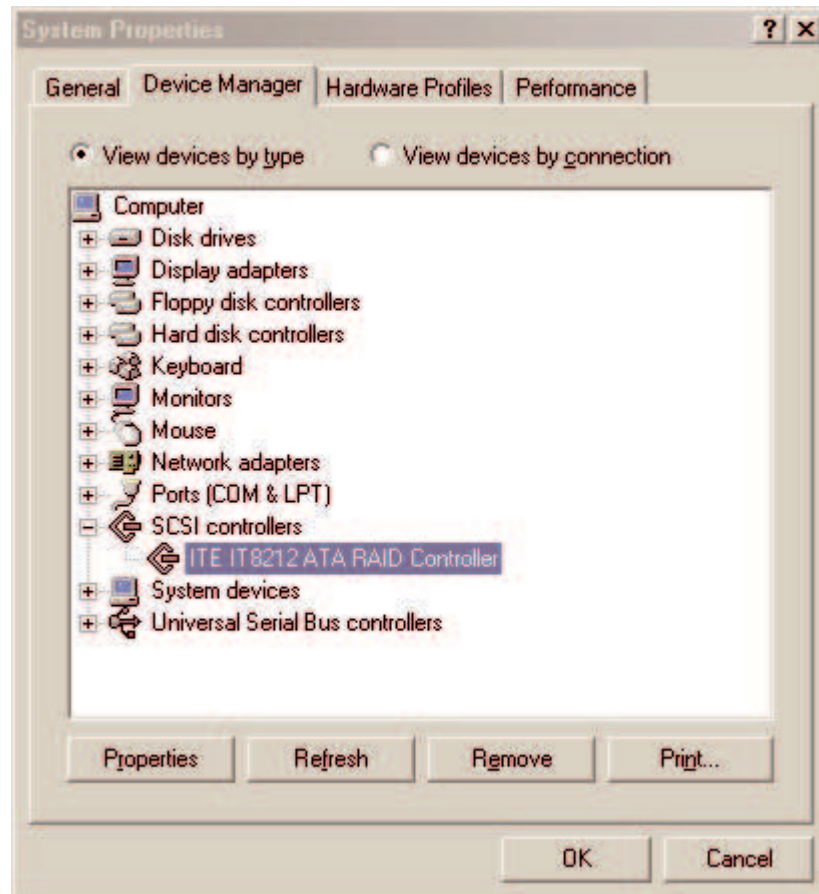 System Properties
General Device Manager Hardware Profiles Performance
View devices by type View devices by connection
Computer
Disk drives
Display adapters
Floppy disk controllers
Hard disk controllers
Keyboard
Monitors
Mouse
Network adapters
Ports (COM & LPT)
SCSI controllers
ITE IT8212 ATA RAID Controller
System devices
Universal Serial Bus controllers
Properties Refresh Remove Print...
OK Cancel